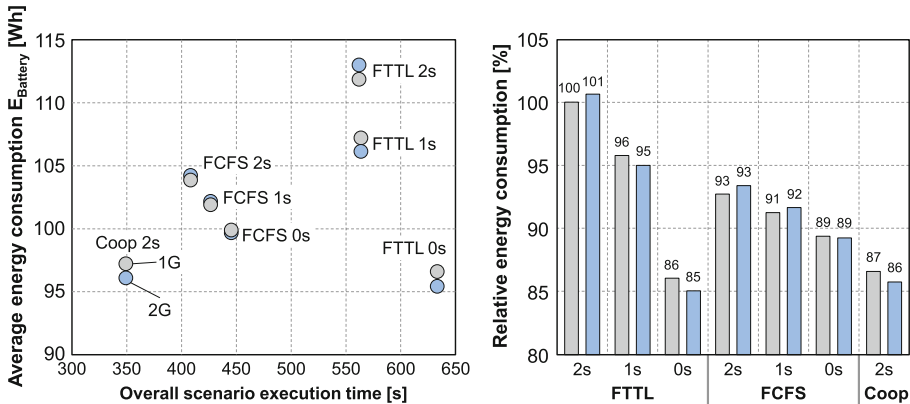 Average energy consumption E_Battery [Wh]
115
110
105
100
95
90
FTTL 2s
FTTL 1s
FCFS 2s
FCFS 1s
FCFS 0s
Coop 2s
1G
2G
FTTL 0s
300 350 400 450 500 550 600 650
Overall scenario execution time [s]
Relative energy consumption [%]
105
100
95
90
85
80
100 101
96 95
86 85
93 93
91 92
89 89
87 86
2s 1s 0s 2s 1s 0s 2s
FTTL FCFS Coop